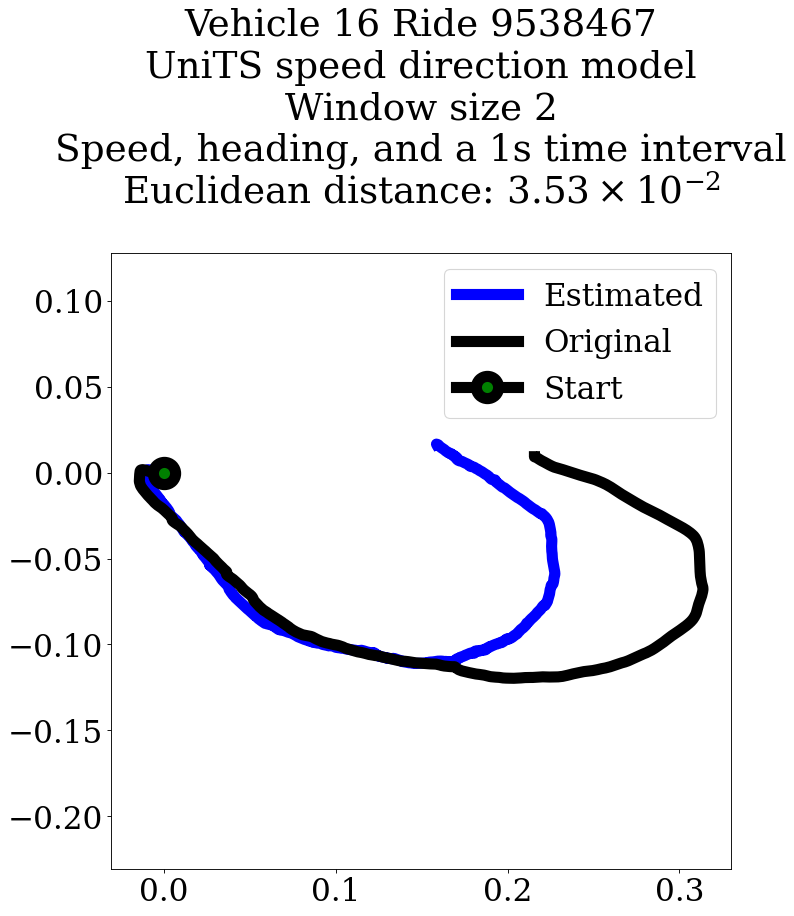 Vehicle 16 Ride 9538467
UniTS speed direction model
Window size 2
Speed, heading, and a 1s time interval
Euclidean distance: 3.53 × 10⁻²
Estimated
Original
Start
0.10
0.05
0.00
−0.05
−0.10
−0.15
−0.20
0.0 0.1 0.2 0.3